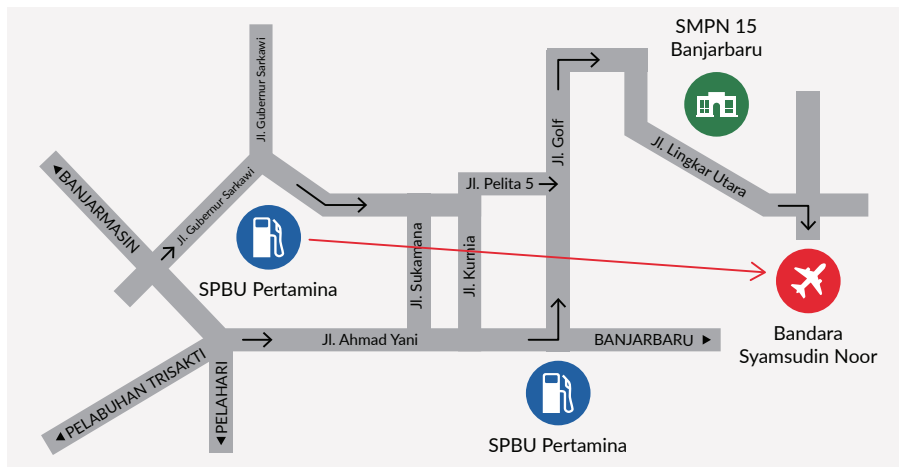 SMPN 15
Banjarbaru
Jl. Gubernur Sarkawi
Jl. Golf
Jl. Lingkar Utara
BANJARMASIN
Jl. Gubernur Sarkawi
Jl. Pelita 5
Jl. Sukamana
Jl. Kurnia
SPBU Pertamina
Bandara
Syamsudin Noor
Jl. Ahmad Yani
BANJARBARU
PELABUHAN TRISAKTI
PELAHARI
SPBU Pertamina